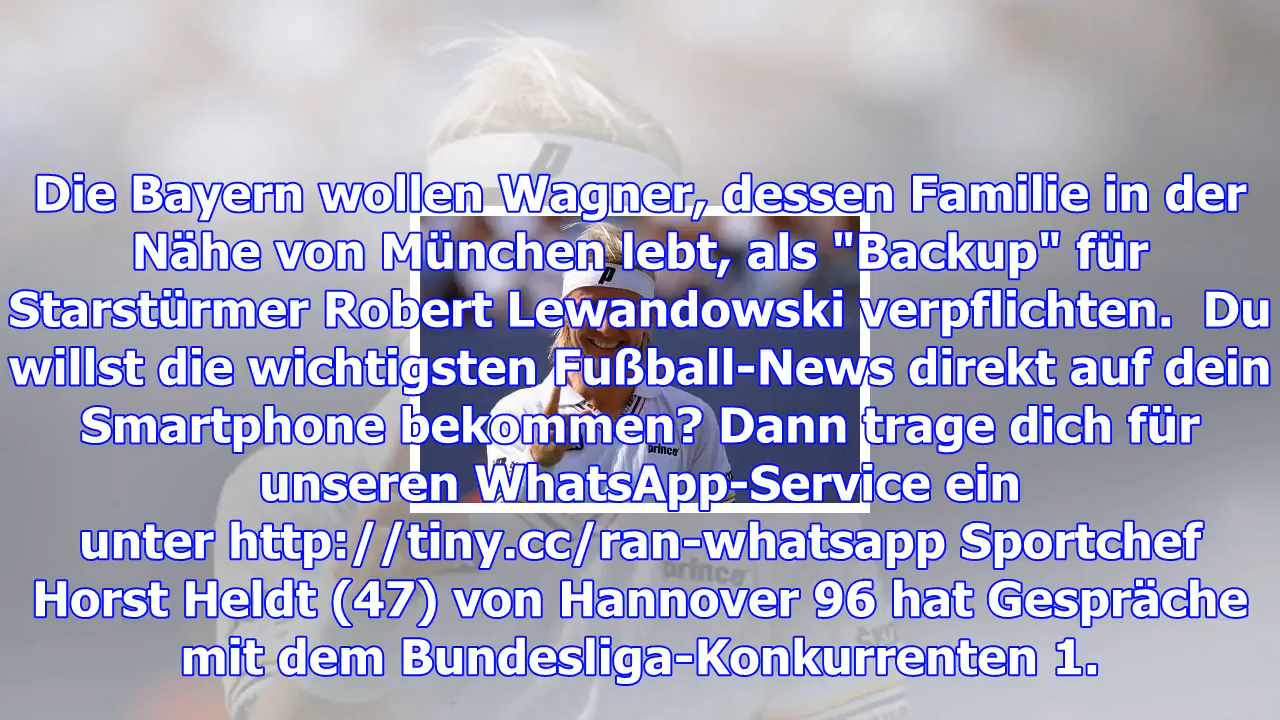 Die Bayern wollen Wagner, dessen Familie in der
Nähe von München lebt, als "Backup" für
Starstürmer Robert Lewandowski verpflichten.  Du
willst die wichtigsten Fußball-News direkt auf dein
Smartphone bekommen? Dann trage dich für
unseren WhatsApp-Service ein
unter http://tiny.cc/ran-whatsapp Sportchef
Horst Heldt (47) von Hannover 96 hat Gespräche
mit dem Bundesliga-Konkurrenten 1.
P
P
prince
prince